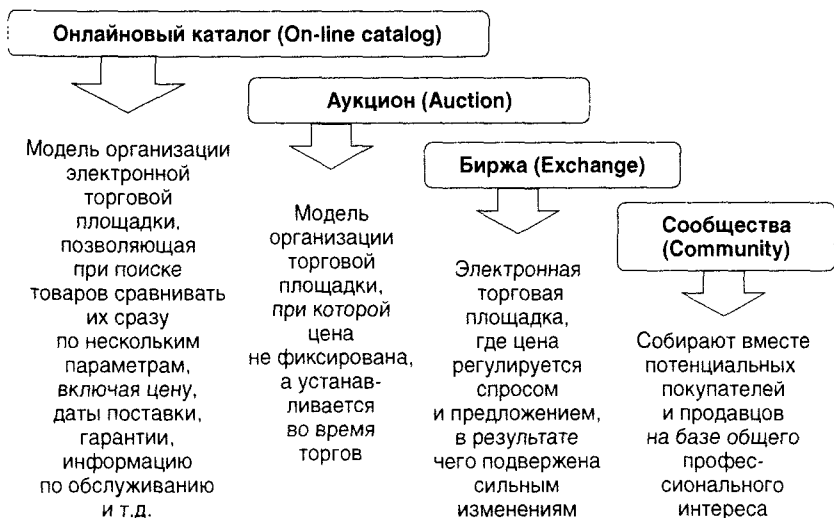 Онлайновый каталог (On-line catalog)
Модель организации
электронной
торговой
площадки,
позволяющая
при поиске
товаров сравнивать
их сразу
по нескольким
параметрам,
включая цену,
даты поставки,
гарантии,
информацию
по обслуживанию
и т.д.
Аукцион (Auction)
Модель
организации
торговой
площадки,
при которой
цена
не фиксирована,
а устанав-
ливается
во время
торгов
Биржа (Exchange)
Электронная
торговая
площадка,
где цена
регулируется
спросом
и предложением,
в результате
чего подвержена
сильным
изменениям
Сообщества
(Community)
Собирают вместе
потенциальных
покупателей
и продавцов
на базе общего
профес-
сионального
интереса